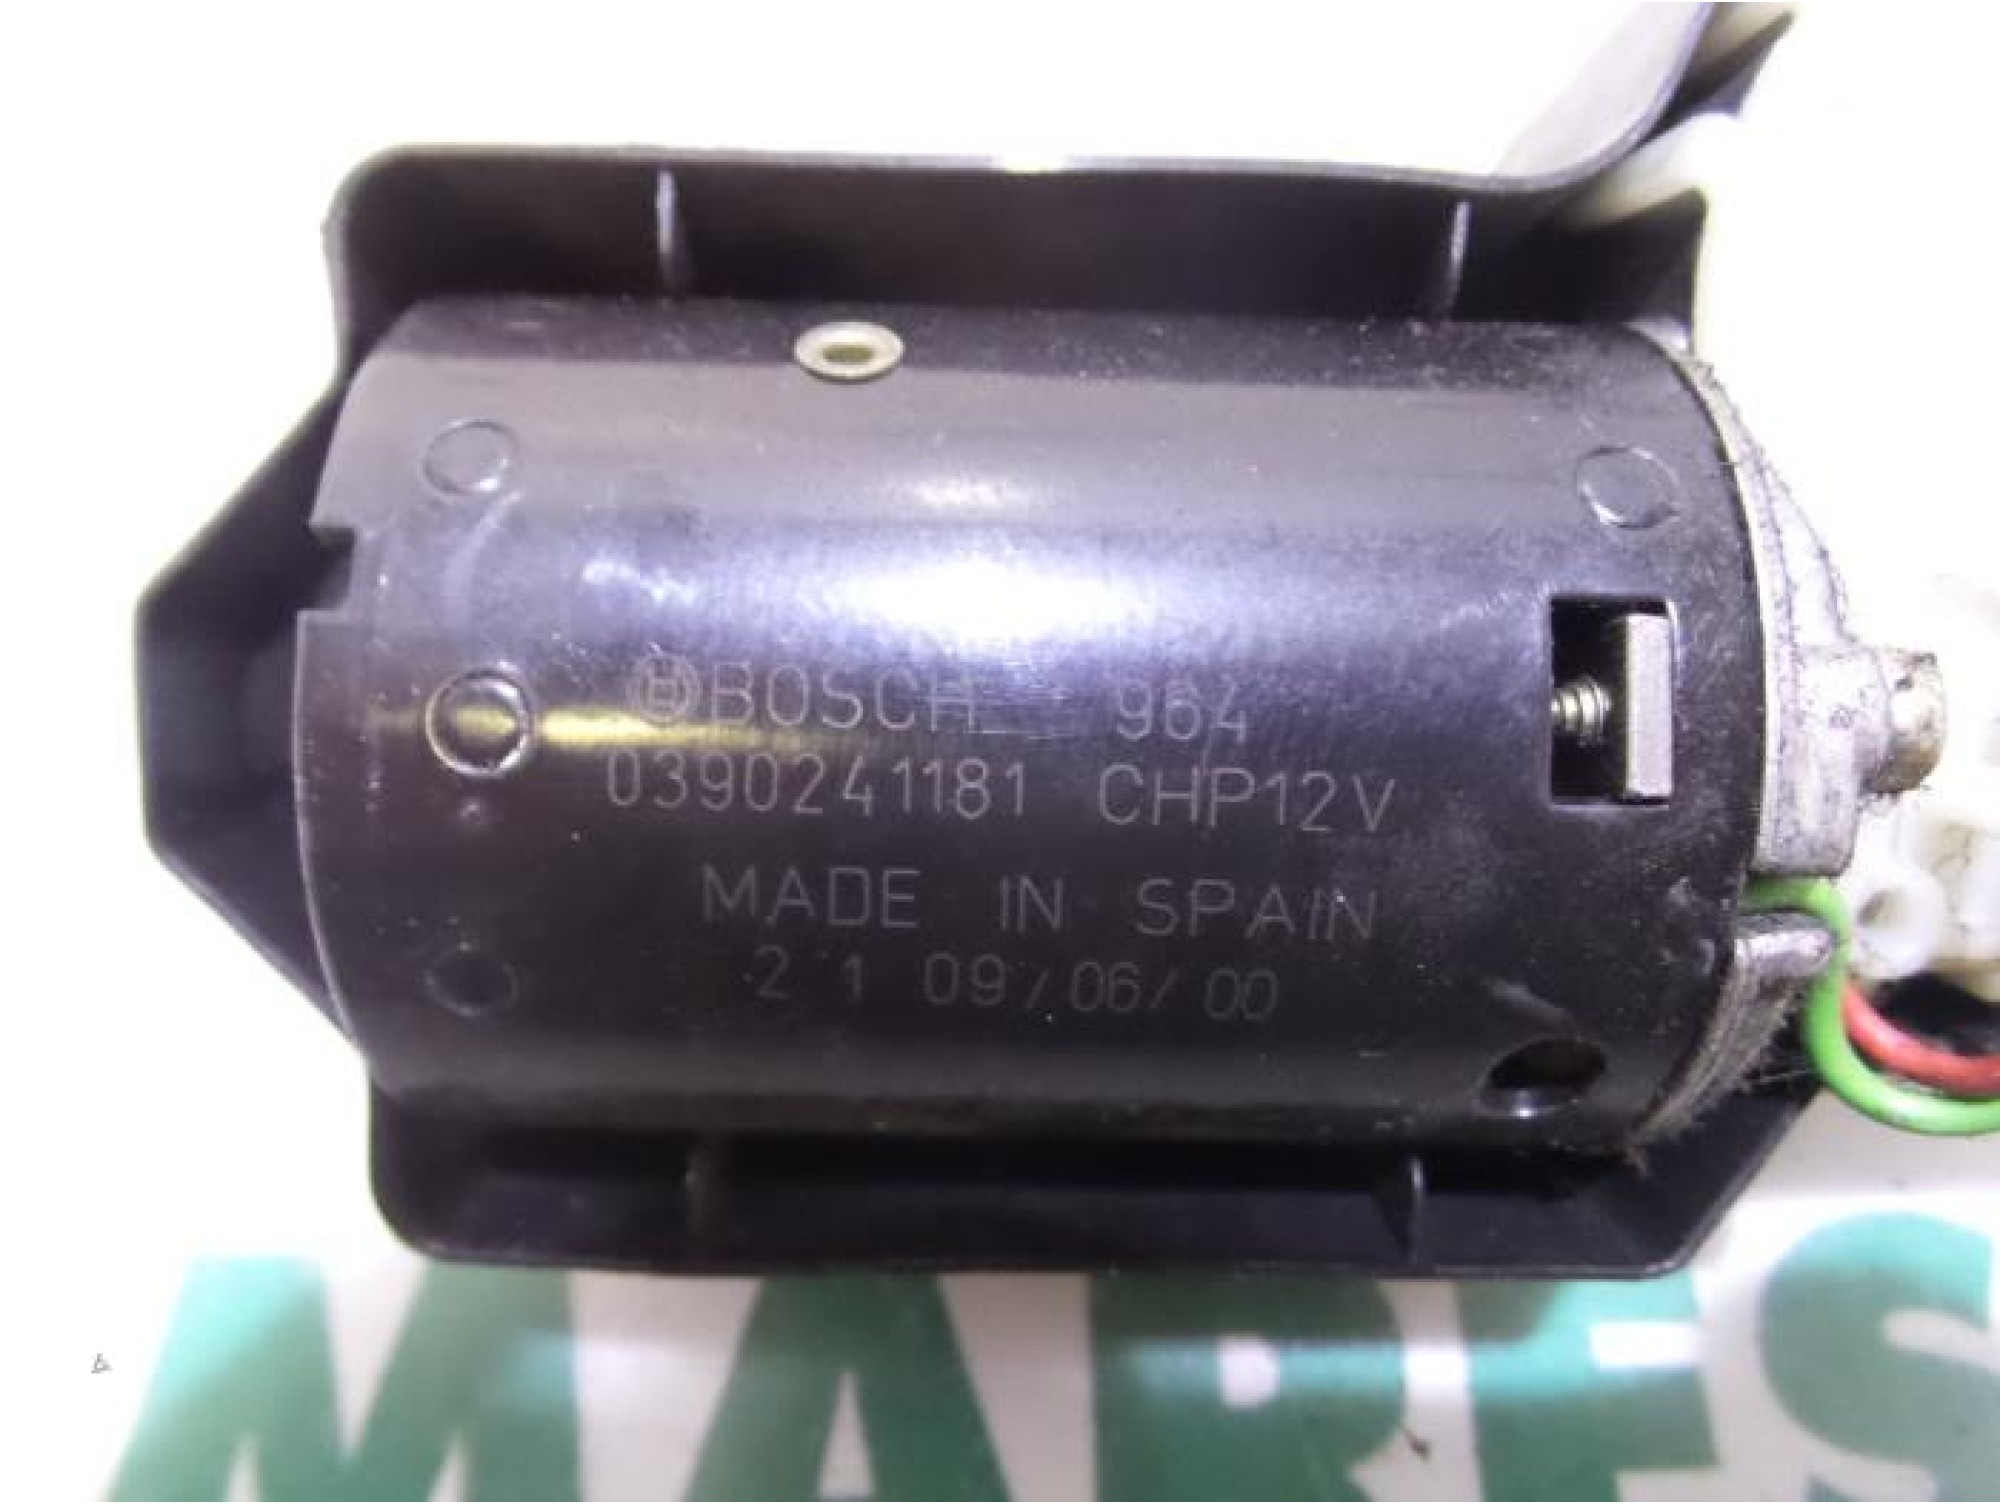 BOSCH 964
0390241181 CHP12V
MADE IN SPAIN
2 1 09/06/00